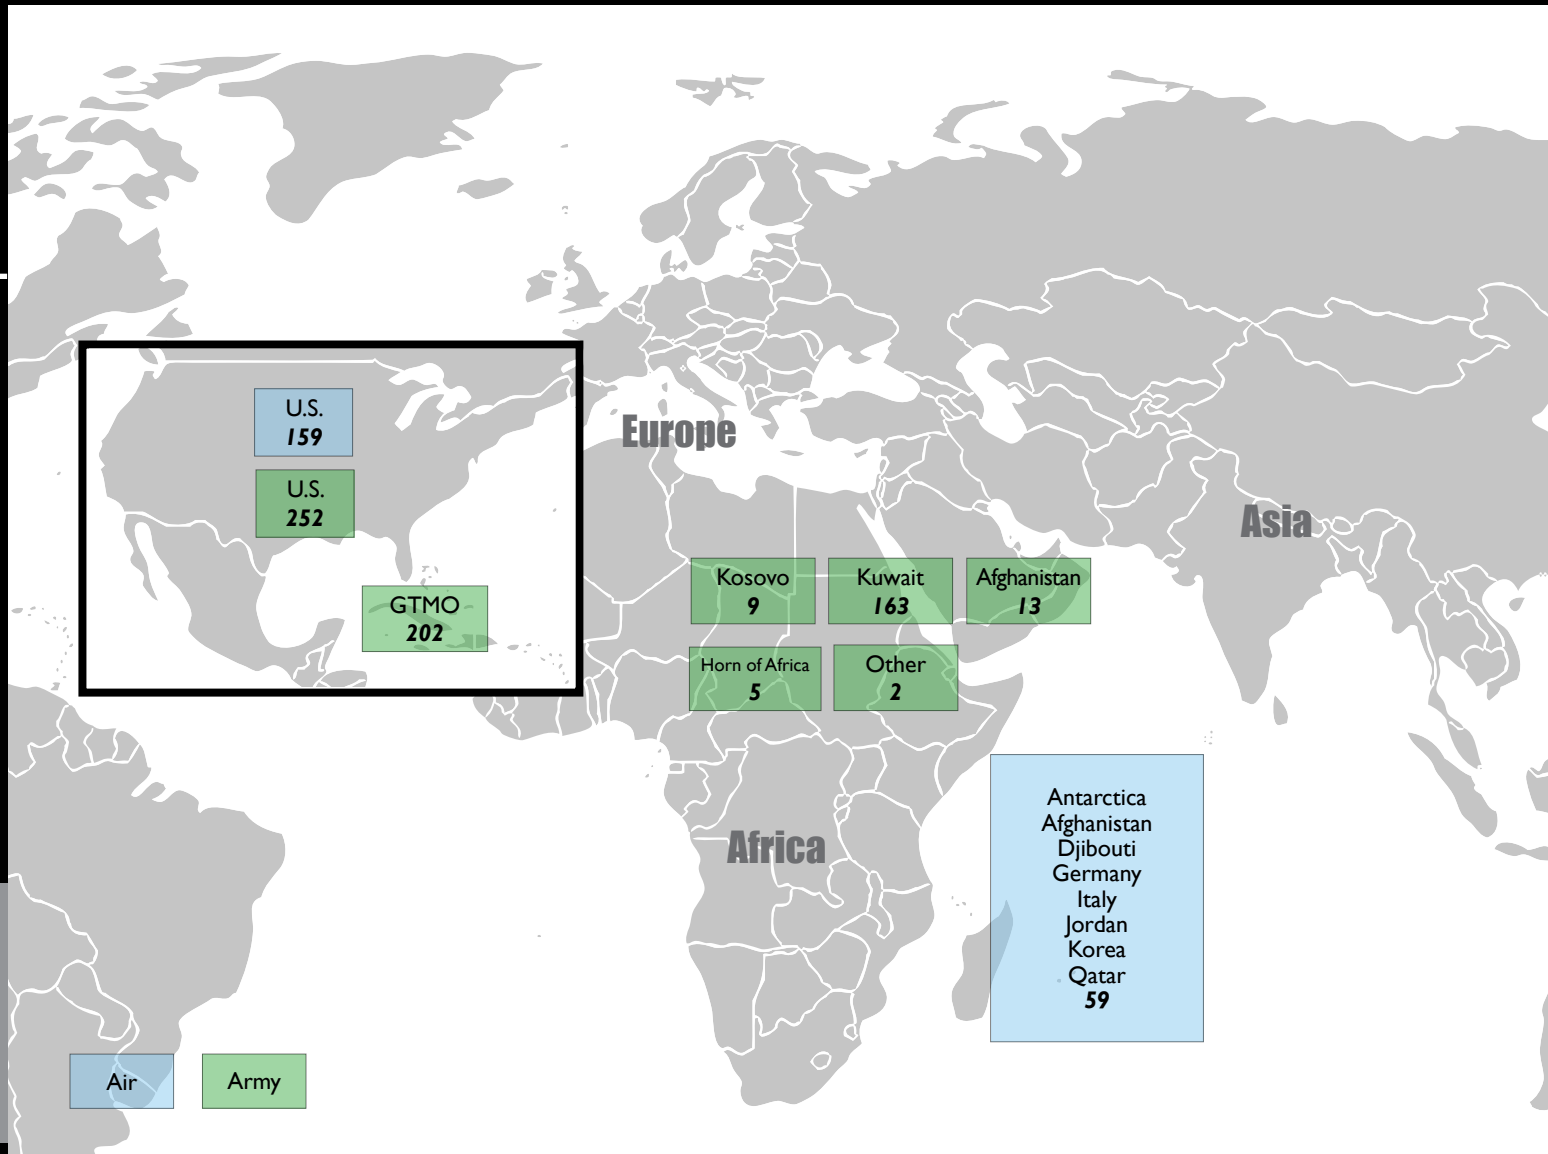 U.S.
159
U.S.
252
GTMO
202
Europe
Asia
Kosovo
9
Kuwait
163
Afghanistan
13
Horn of Africa
5
Other
2
Africa
Antarctica
Afghanistan
Djibouti
Germany
Italy
Jordan
Korea
Qatar
59
Air
Army